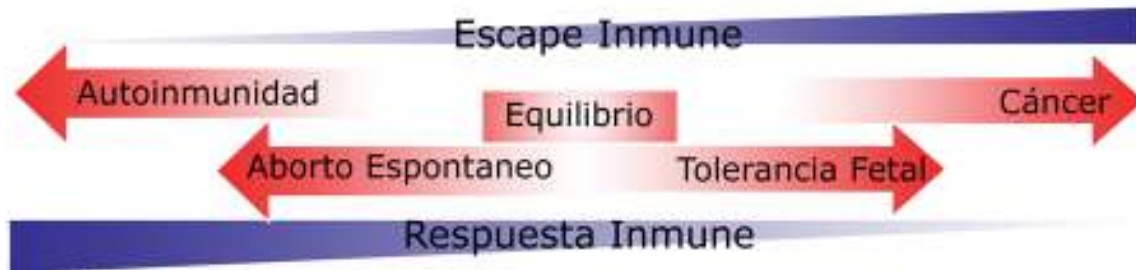 Escape Inmune
Autoinmunidad
Cáncer
Equilibrio
Aborto Espontaneo
Tolerancia Fetal
Respuesta Inmune